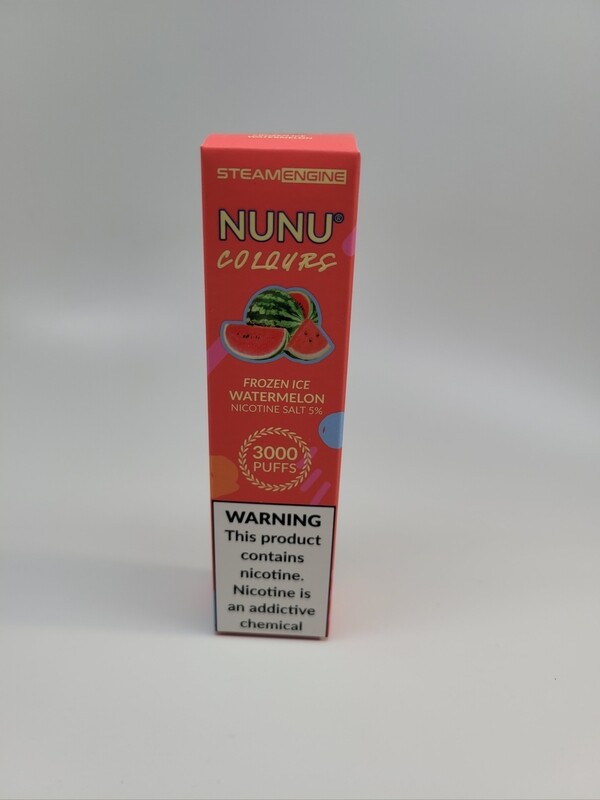 STEAMENGINE
NUNU®
COLOURS
FROZEN ICE
WATERMELON
NICOTINE SALT 5%
3000
PUFFS
WARNING
This product
contains
nicotine.
Nicotine is
an addictive
chemical